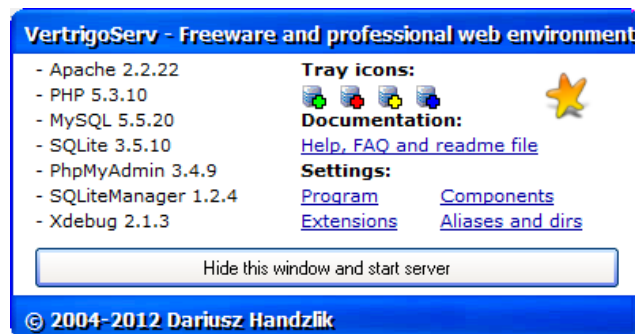 VertrigoServ - Freeware and professional web environment
- Apache 2.2.22
- PHP 5.3.10
- MySQL 5.5.20
- SQLite 3.5.10
- PhpMyAdmin 3.4.9
- SQLiteManager 1.2.4
- Xdebug 2.1.3
Tray icons:
Documentation:
Help, FAQ and readme file
Settings:
Program Components
Extensions Aliases and dirs
Hide this window and start server
© 2004-2012 Dariusz Handzlik